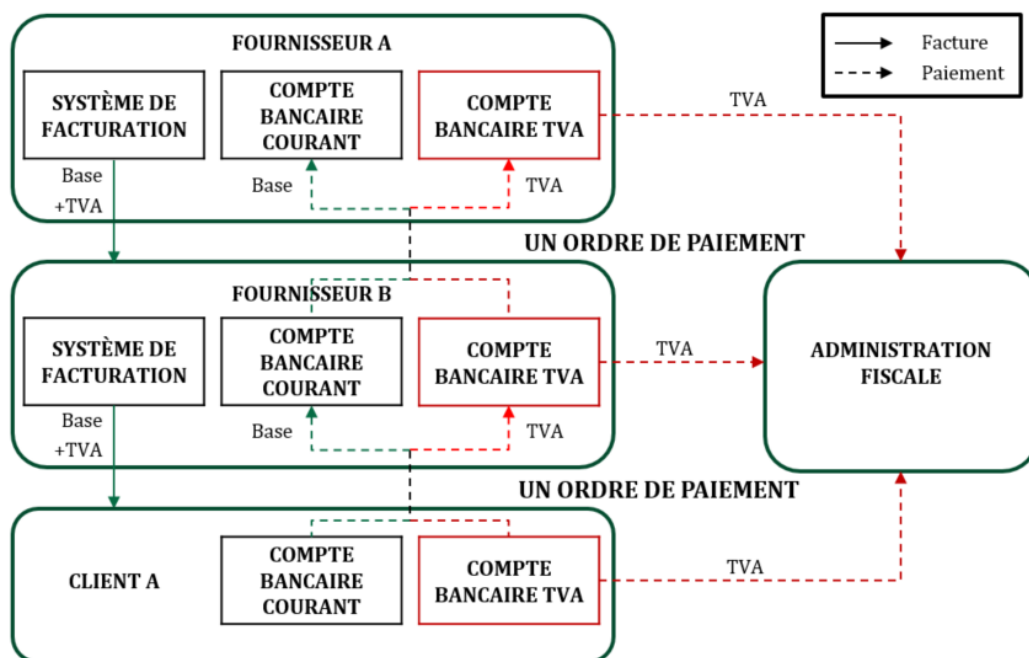 FOURNISSEUR A
Facture
Paiement
SYSTÈME DE
FACTURATION
COMPTE
BANCAIRE
COURANT
COMPTE
BANCAIRE TVA
TVA
Base
+TVA
Base
TVA
UN ORDRE DE PAIEMENT
FOURNISSEUR B
SYSTÈME DE
FACTURATION
COMPTE
BANCAIRE
COURANT
COMPTE
BANCAIRE TVA
TVA
ADMINISTRATION
FISCALE
Base
+TVA
Base
TVA
UN ORDRE DE PAIEMENT
CLIENT A
COMPTE
BANCAIRE
COURANT
COMPTE
BANCAIRE TVA
TVA